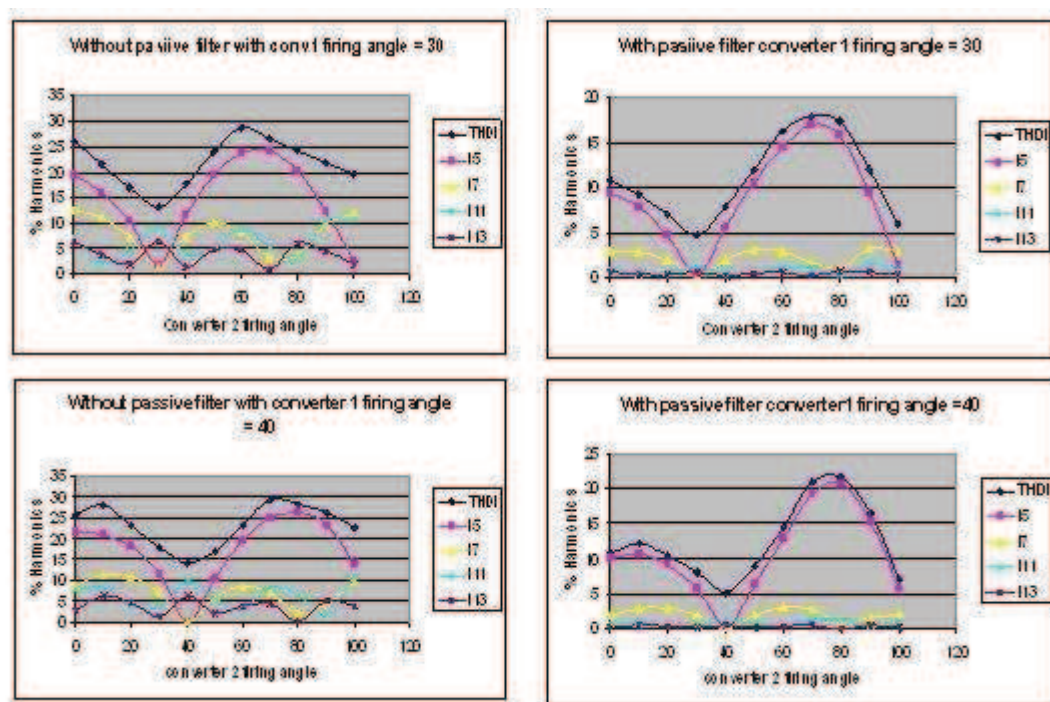 Without pasiive filter with conv1 firing angle = 30
35
30
25
20
15
10
5
0
% Harmonics
0 20 40 60 80 100 120
Converter 2 firing angle
THDI
I5
I7
I11
I13
With pasiive filter converter 1 firing angle = 30
20
15
10
5
0
% Harmonics
0 20 40 60 80 100 120
Converter 2 firing angle
THDI
I5
I7
I11
I13
Without passive filter with converter 1 firing angle
= 40
35
30
25
20
15
10
5
0
% Harmonics
0 20 40 60 80 100 120
converter 2 firing angle
THDI
I5
I7
I11
I13
With passive filter converter1 firing angle =40
25
20
15
10
5
0
% Harmonics
0 20 40 60 80 100 120
converter 2 firing angle
THDI
I5
I7
I11
I13